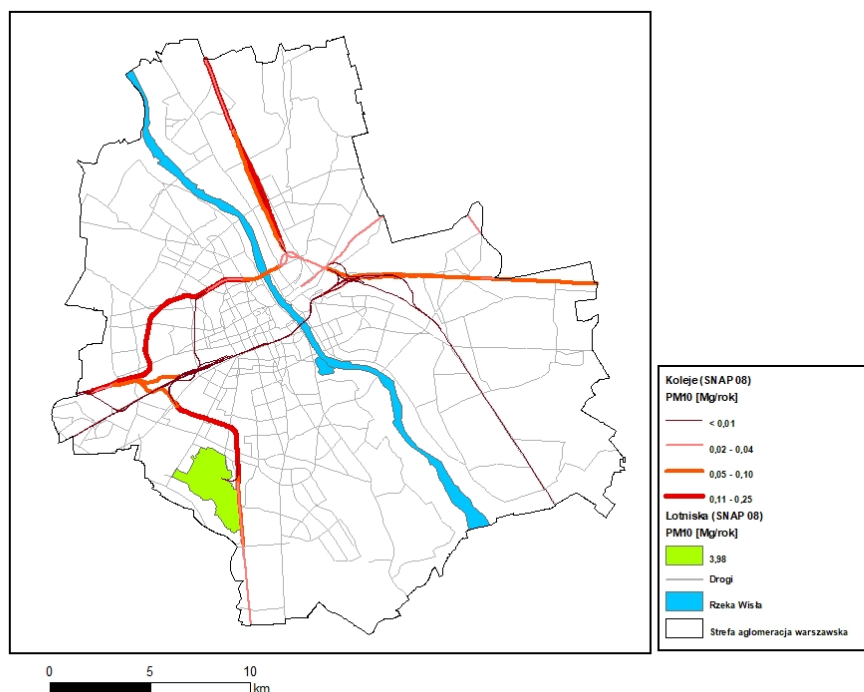 Koleje (SNAP 08)
PM10 [Mg/rok]
< 0,01
0,02 - 0,04
0,05 - 0,10
0,11 - 0,25
Lotniska (SNAP 08)
PM10 [Mg/rok]
3,98
Drogi
Rzeka Wisła
Strefa aglomeracja warszawska
0 5 10
km